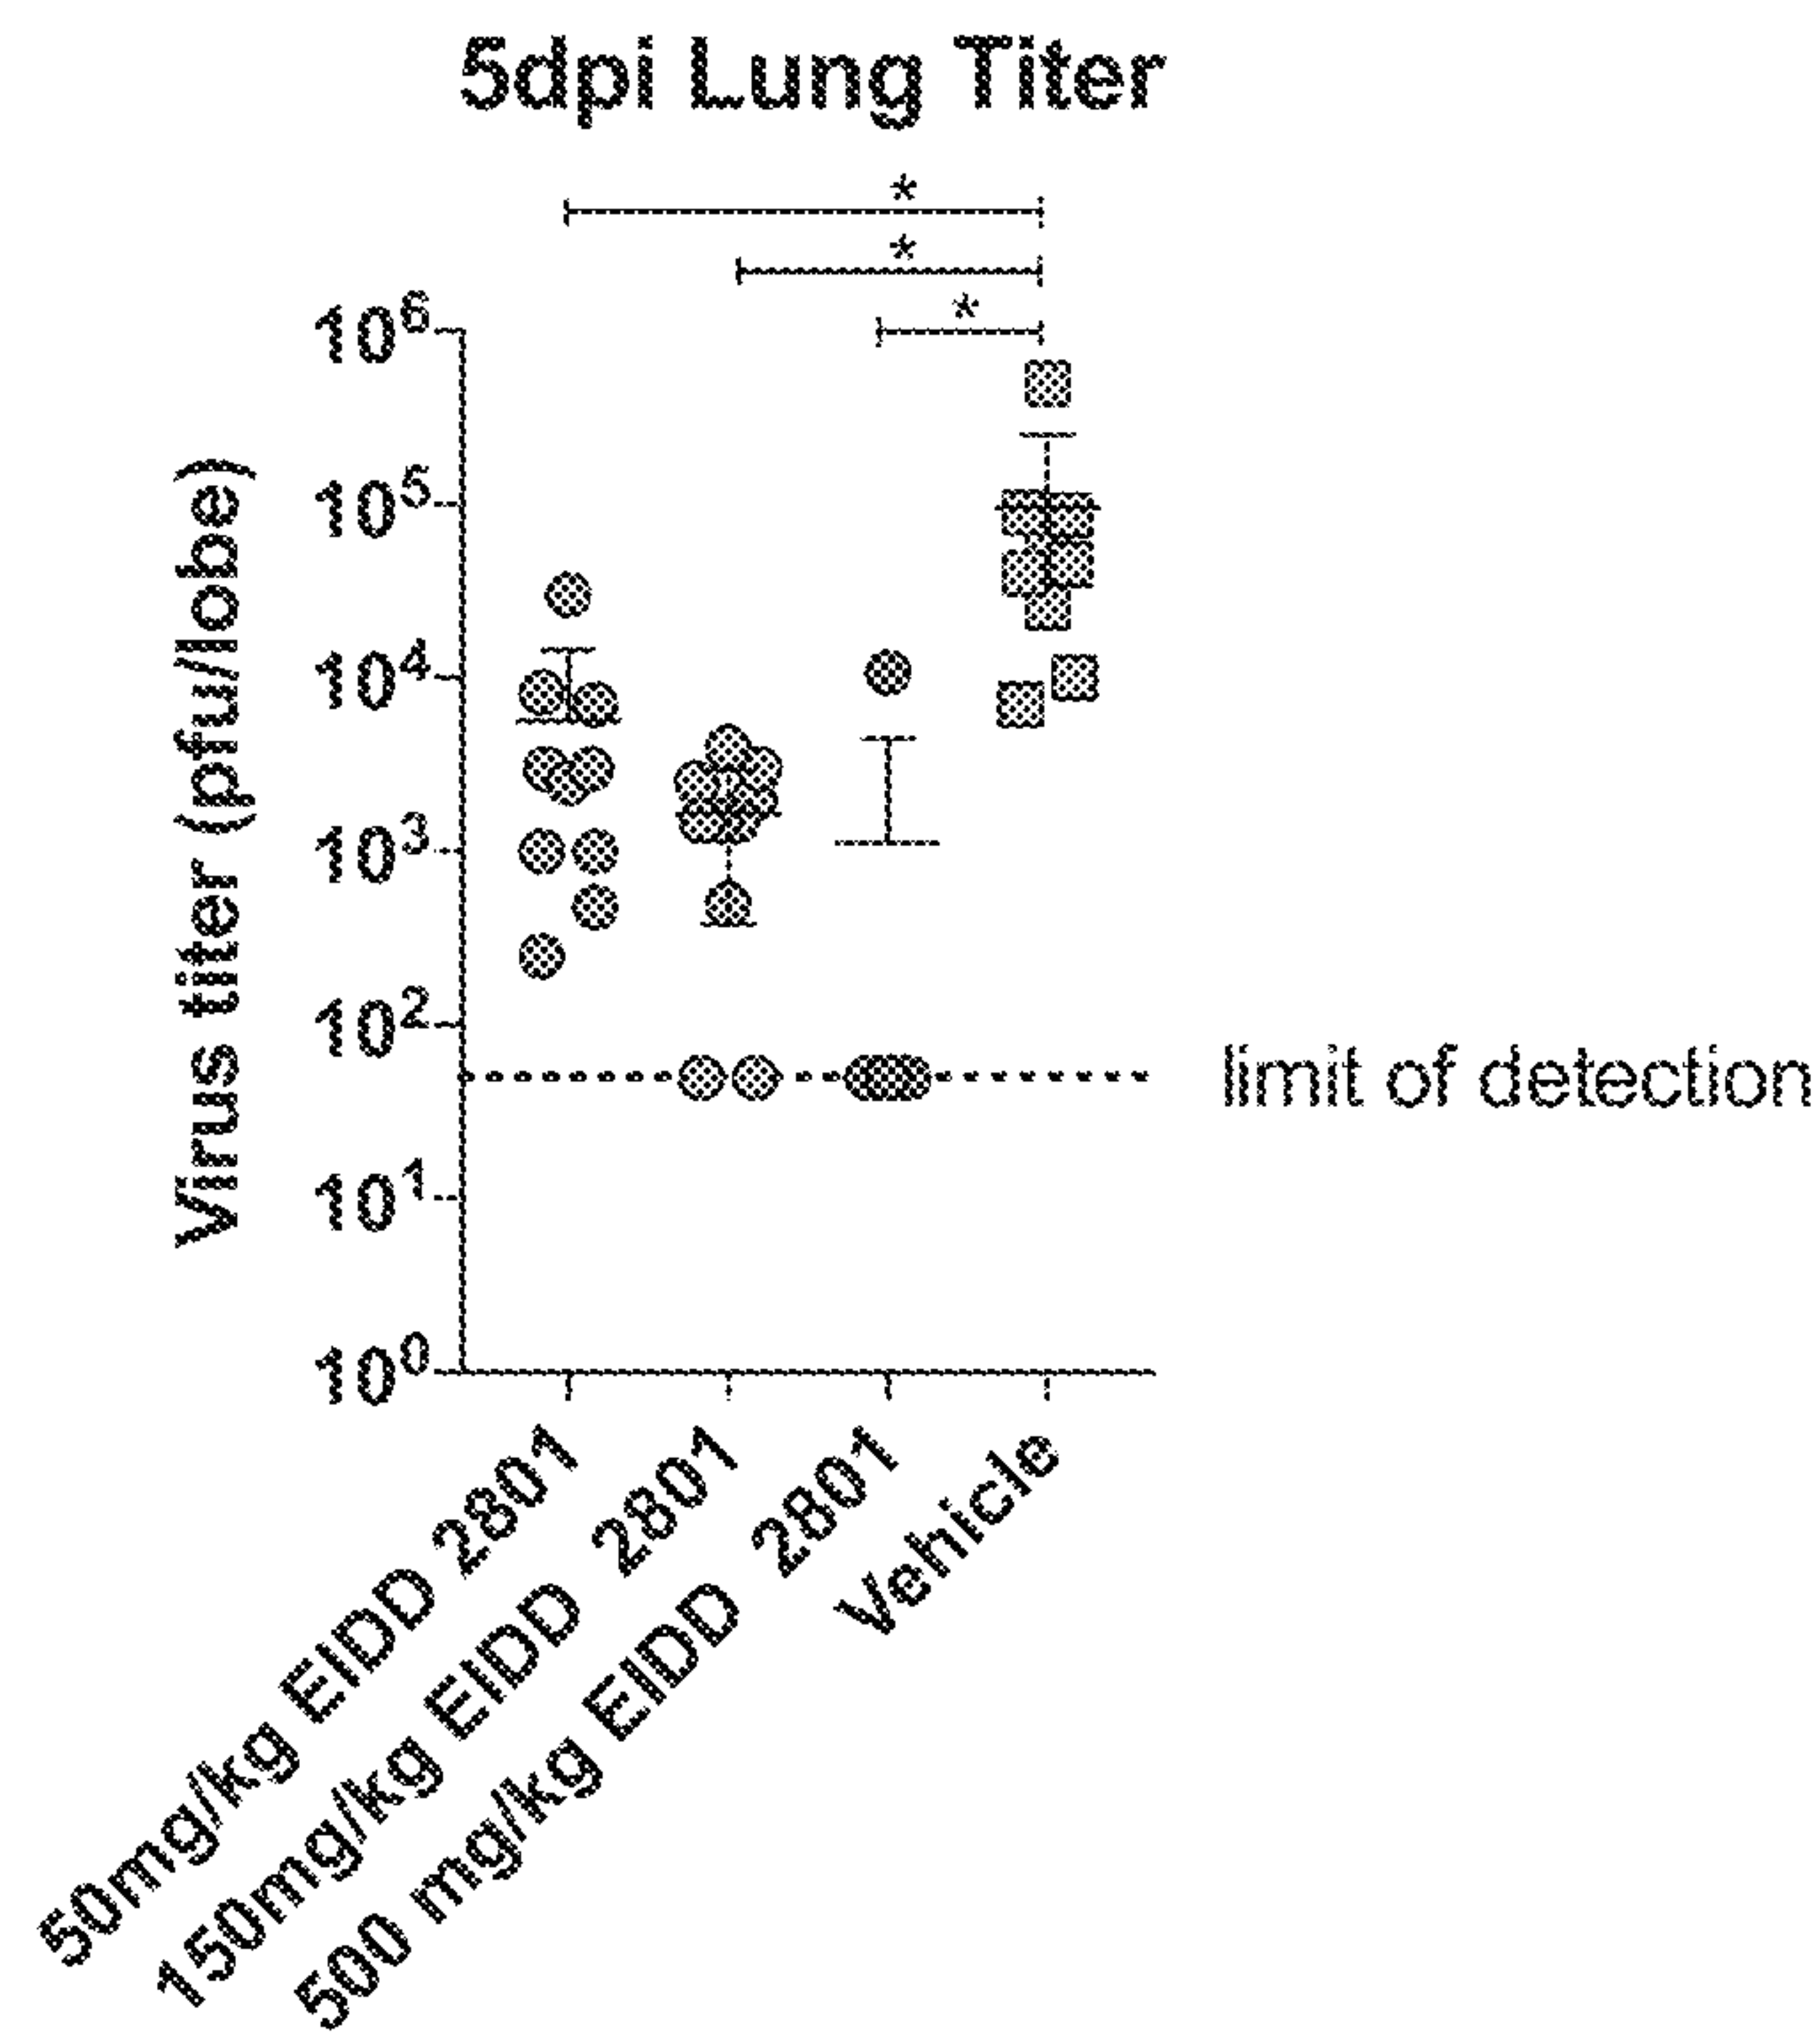 5dpi Lung Titer
*
*
*
Virus titer (pfu/lobe)
10⁶
10⁵
10⁴
10³
10²
10¹
10⁰
limit of detection
50mg/kg EIDD 2801
150mg/kg EIDD 2801
500 mg/kg EIDD 2801
Vehicle